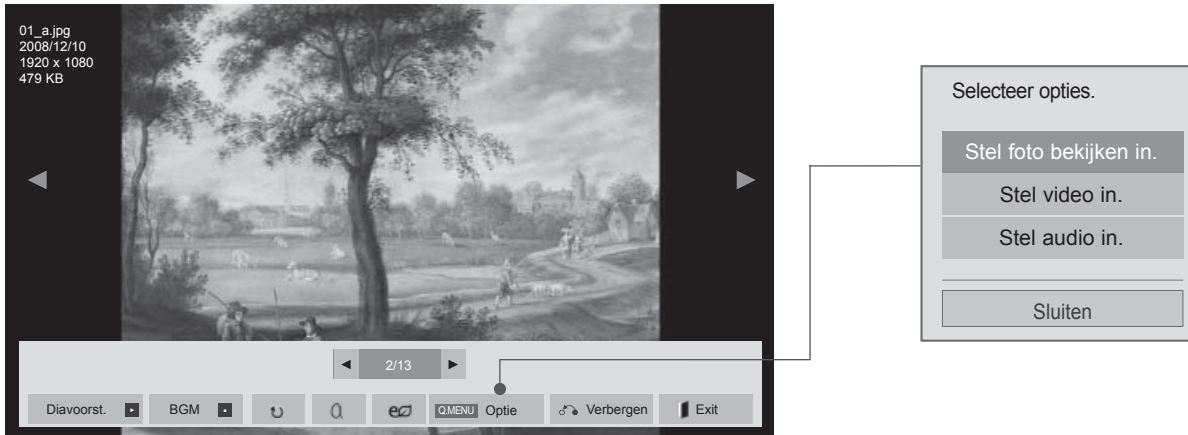 01_a.jpg
2008/12/10
1920 x 1080
479 KB
2/13
Diavoorst.
BGM
Q.MENU Optie
Verbergen
Exit
Selecteer opties.
Stel foto bekijken in.
Stel video in.
Stel audio in.
Sluiten